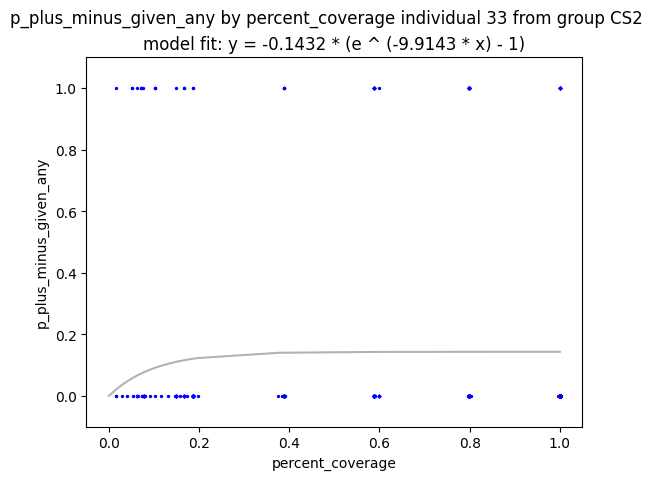 p_plus_minus_given_any by percent_coverage individual 33 from group CS2
model fit: y = -0.1432 * (e ^ (-9.9143 * x) - 1)
p_plus_minus_given_any
1.0
0.8
0.6
0.4
0.2
0.0
0.0 0.2 0.4 0.6 0.8 1.0
percent_coverage